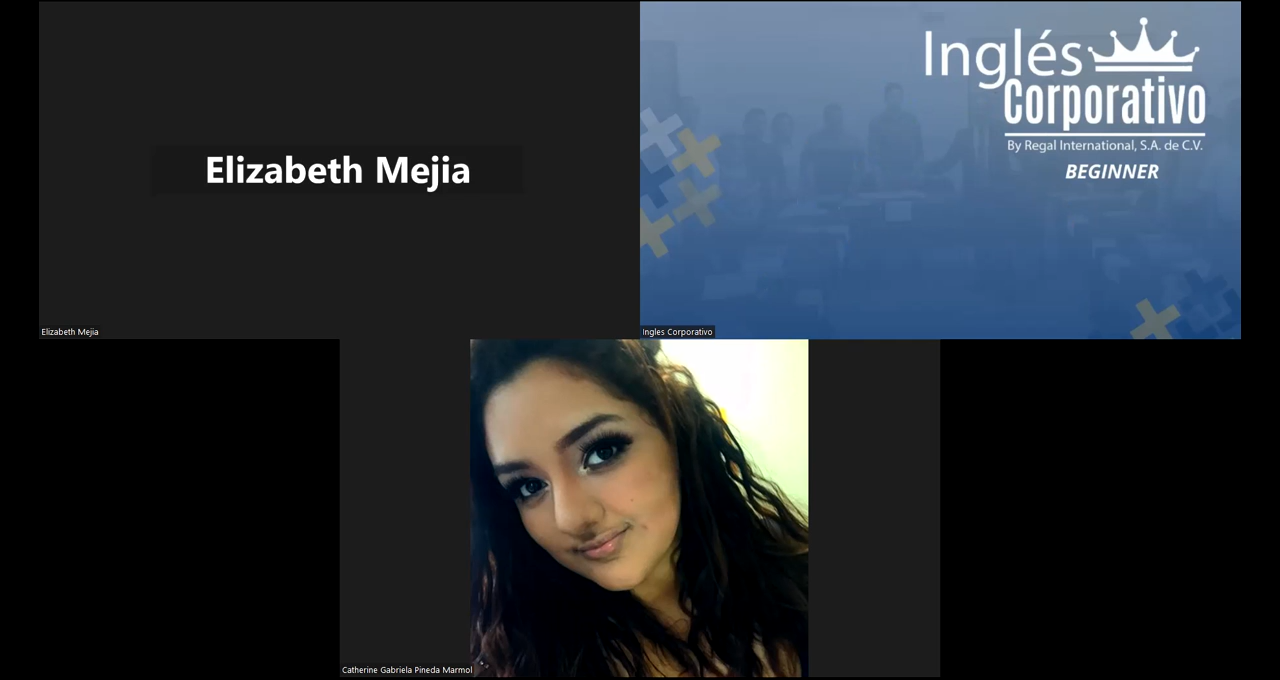 Elizabeth Mejia
Elizabeth Mejia
Inglés
Corporativo
By Regal International, S.A. de C.V.
BEGINNER
Ingles Corporativo
Catherine Gabriela Pineda Marmol